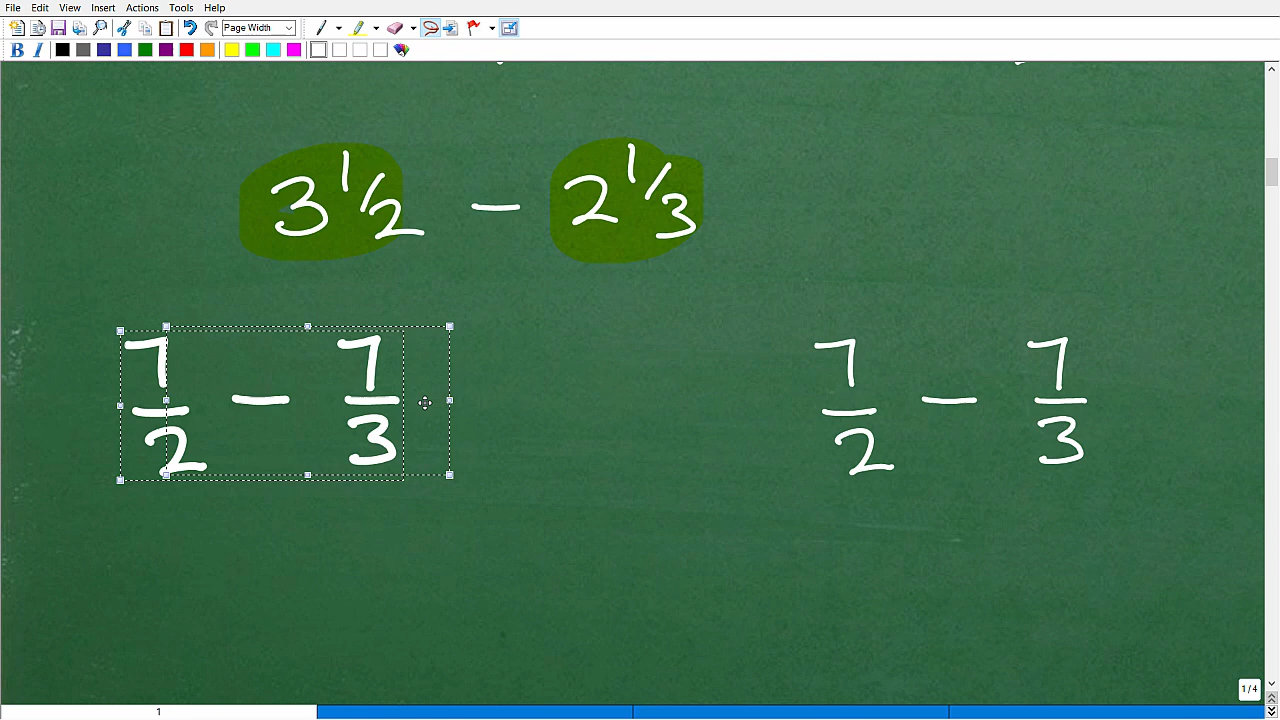 File Edit View Insert Actions Tools Help
Page Width
B I
3 1/2 - 2 1/3
7/2 - 7/3 7/2 - 7/3
1 / 4
1